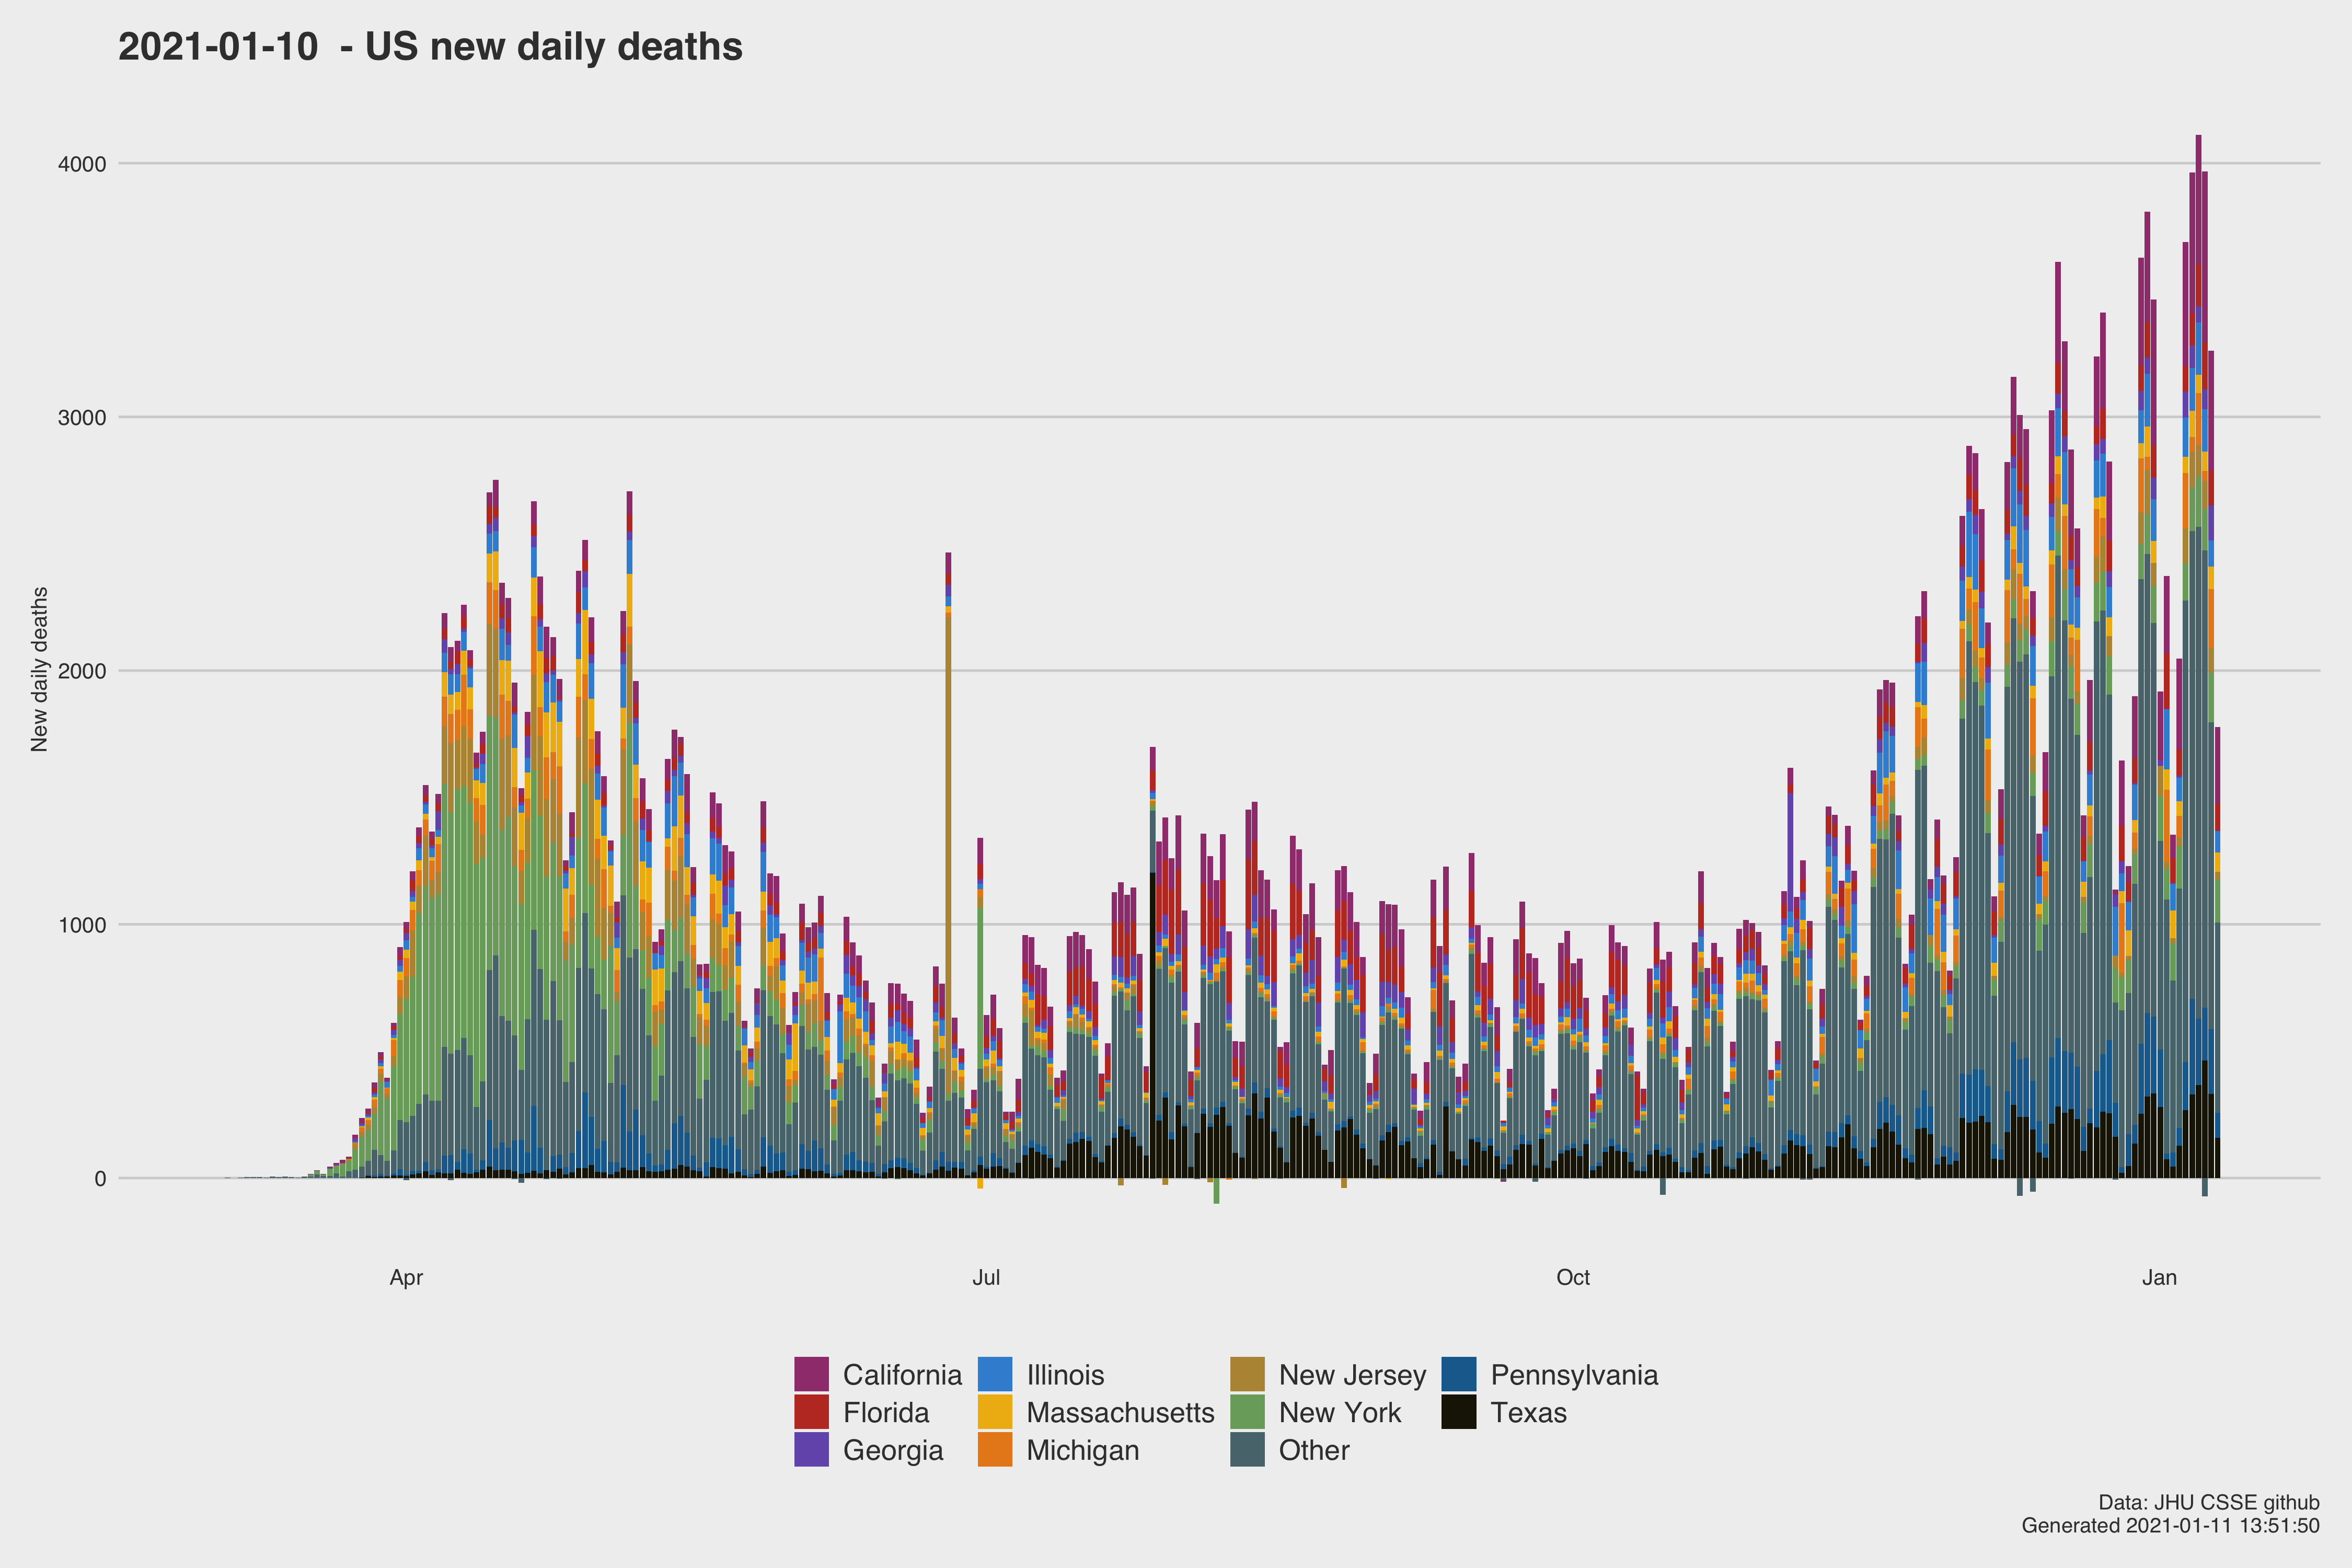 2021-01-10  - US new daily deaths
4000
3000
2000
1000
0
New daily deaths
Apr Jul Oct Jan
California Illinois New Jersey Pennsylvania
Florida Massachusetts New York Texas
Georgia Michigan Other
Data: JHU CSSE github
Generated 2021-01-11 13:51:50